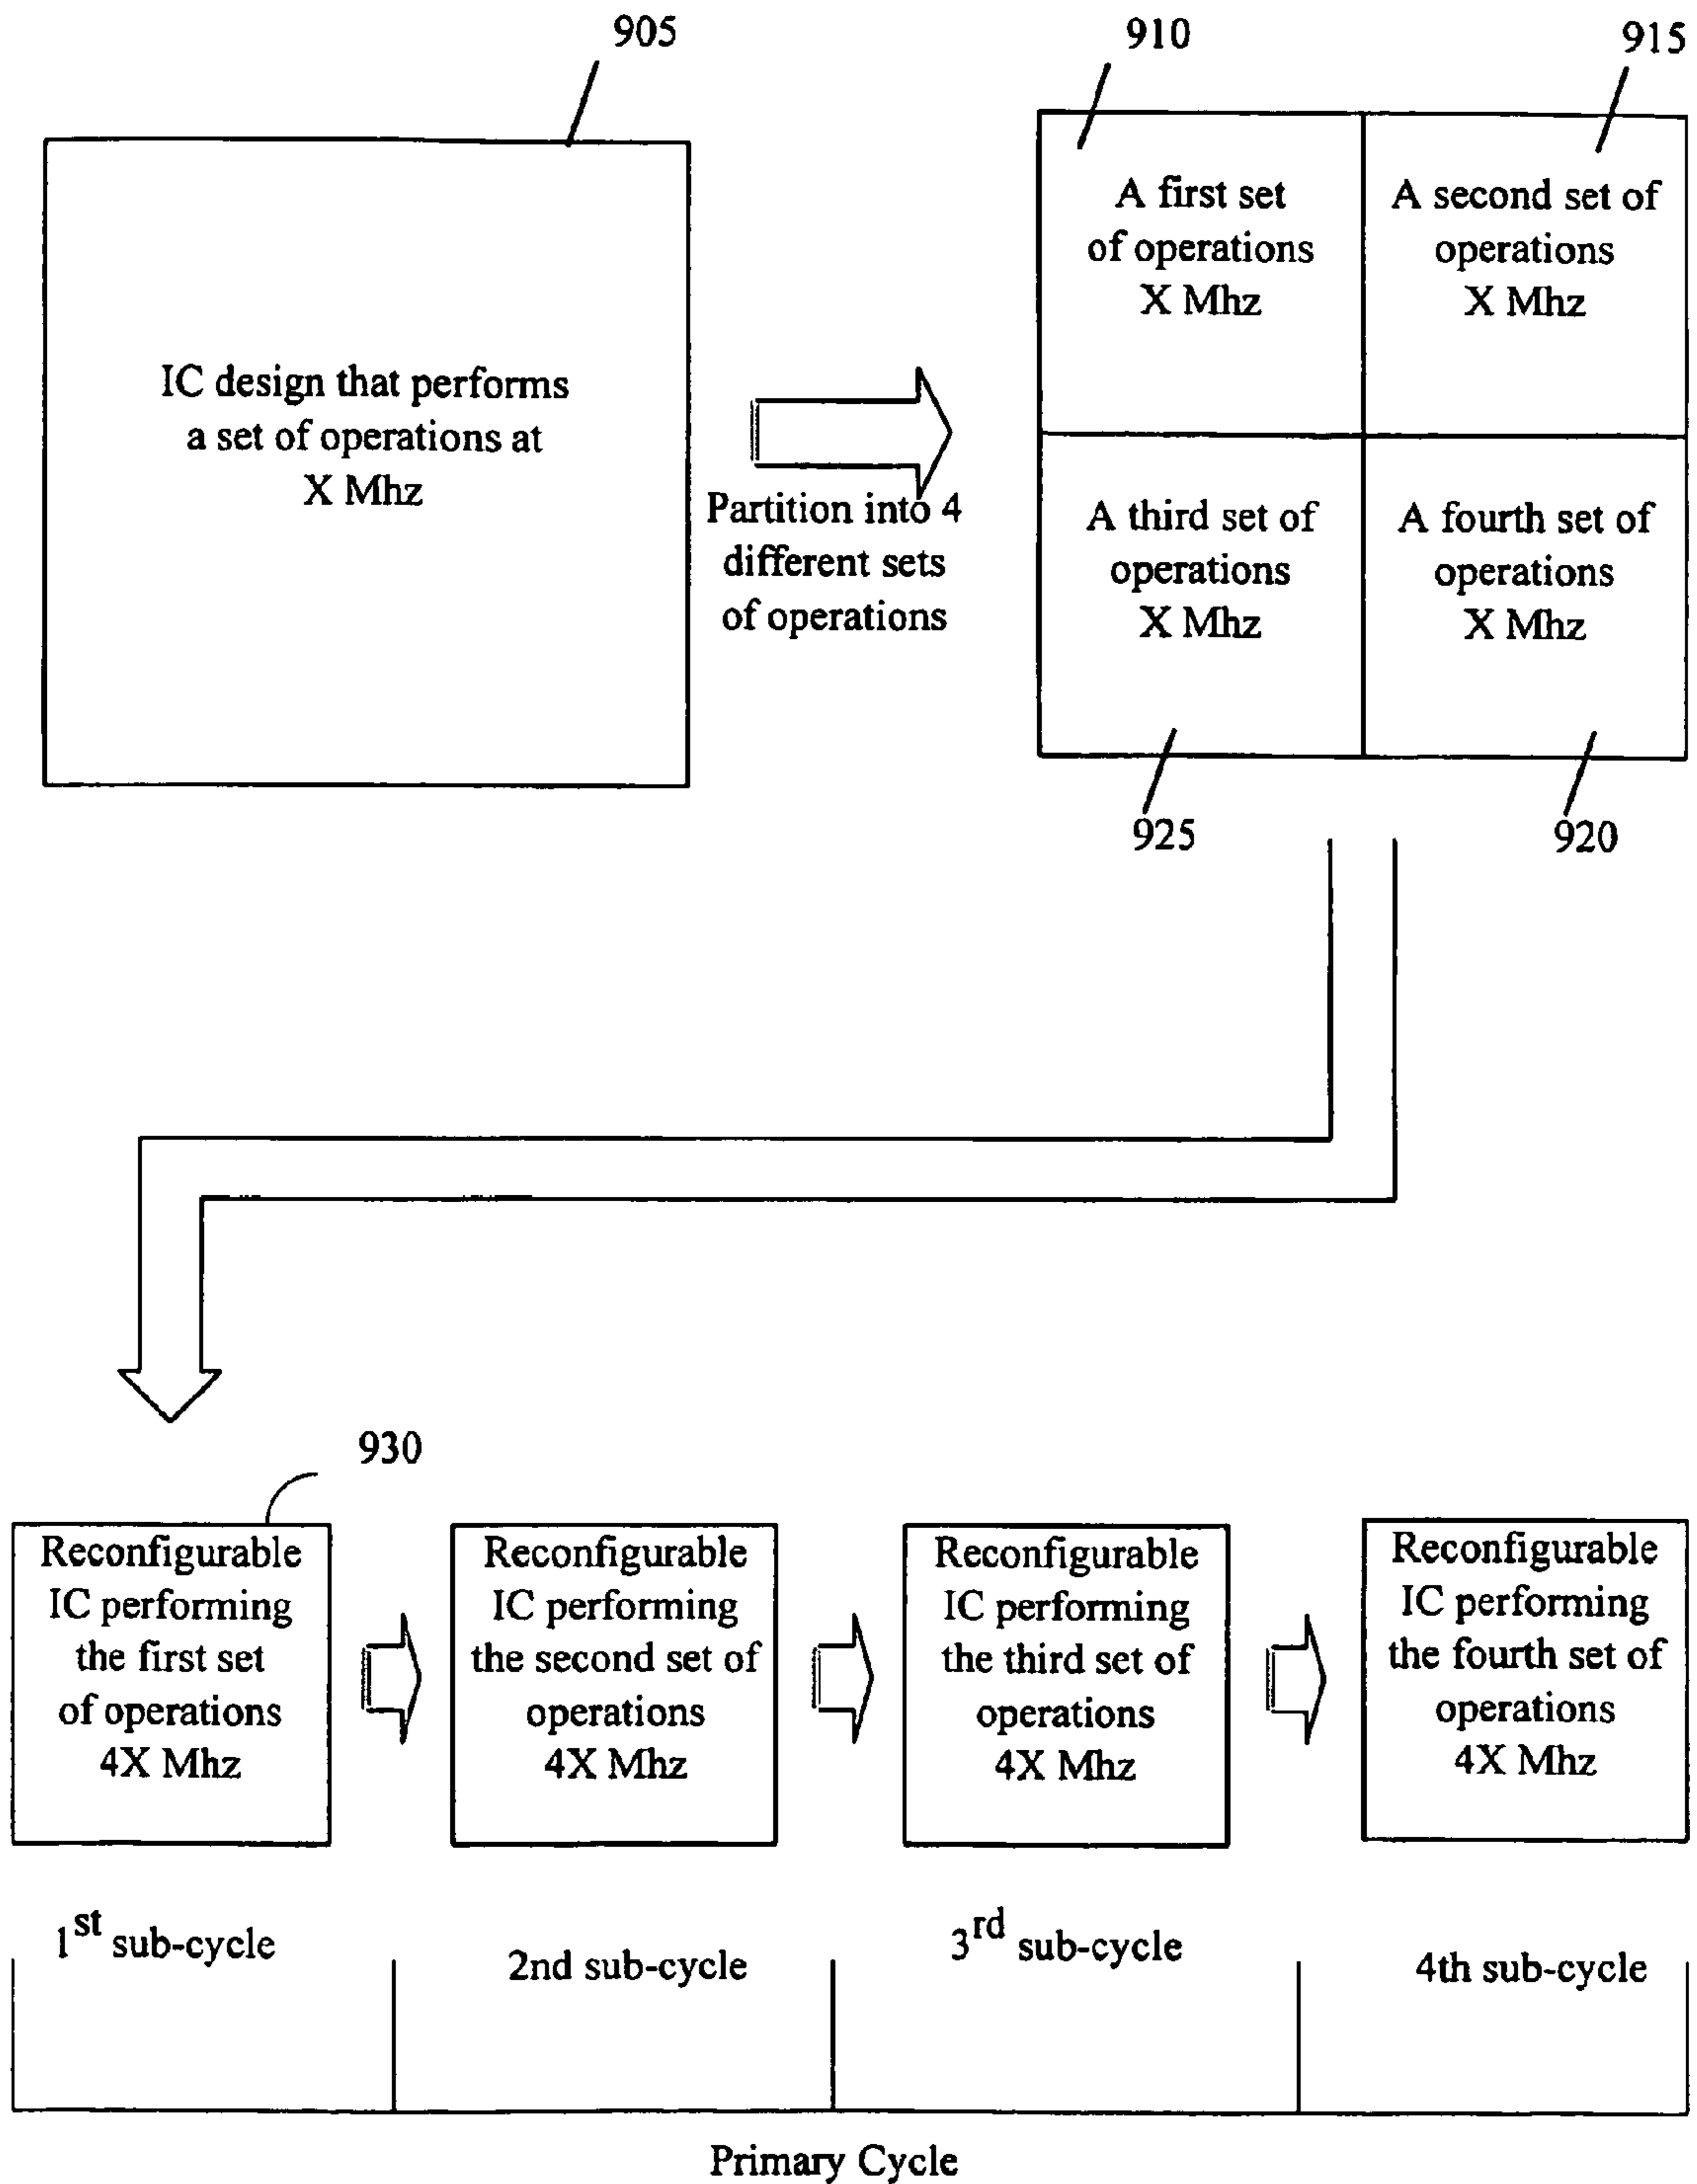 905
910
915
IC design that performs
a set of operations at
X Mhz
Partition into 4
different sets
of operations
A first set
of operations
X Mhz
A second set of
operations
X Mhz
A third set of
operations
X Mhz
A fourth set of
operations
X Mhz
925
920
930
Reconfigurable
IC performing
the first set
of operations
4X Mhz
Reconfigurable
IC performing
the second set of
operations
4X Mhz
Reconfigurable
IC performing
the third set of
operations
4X Mhz
Reconfigurable
IC performing
the fourth set of
operations
4X Mhz
1st sub-cycle
2nd sub-cycle
3rd sub-cycle
4th sub-cycle
Primary Cycle